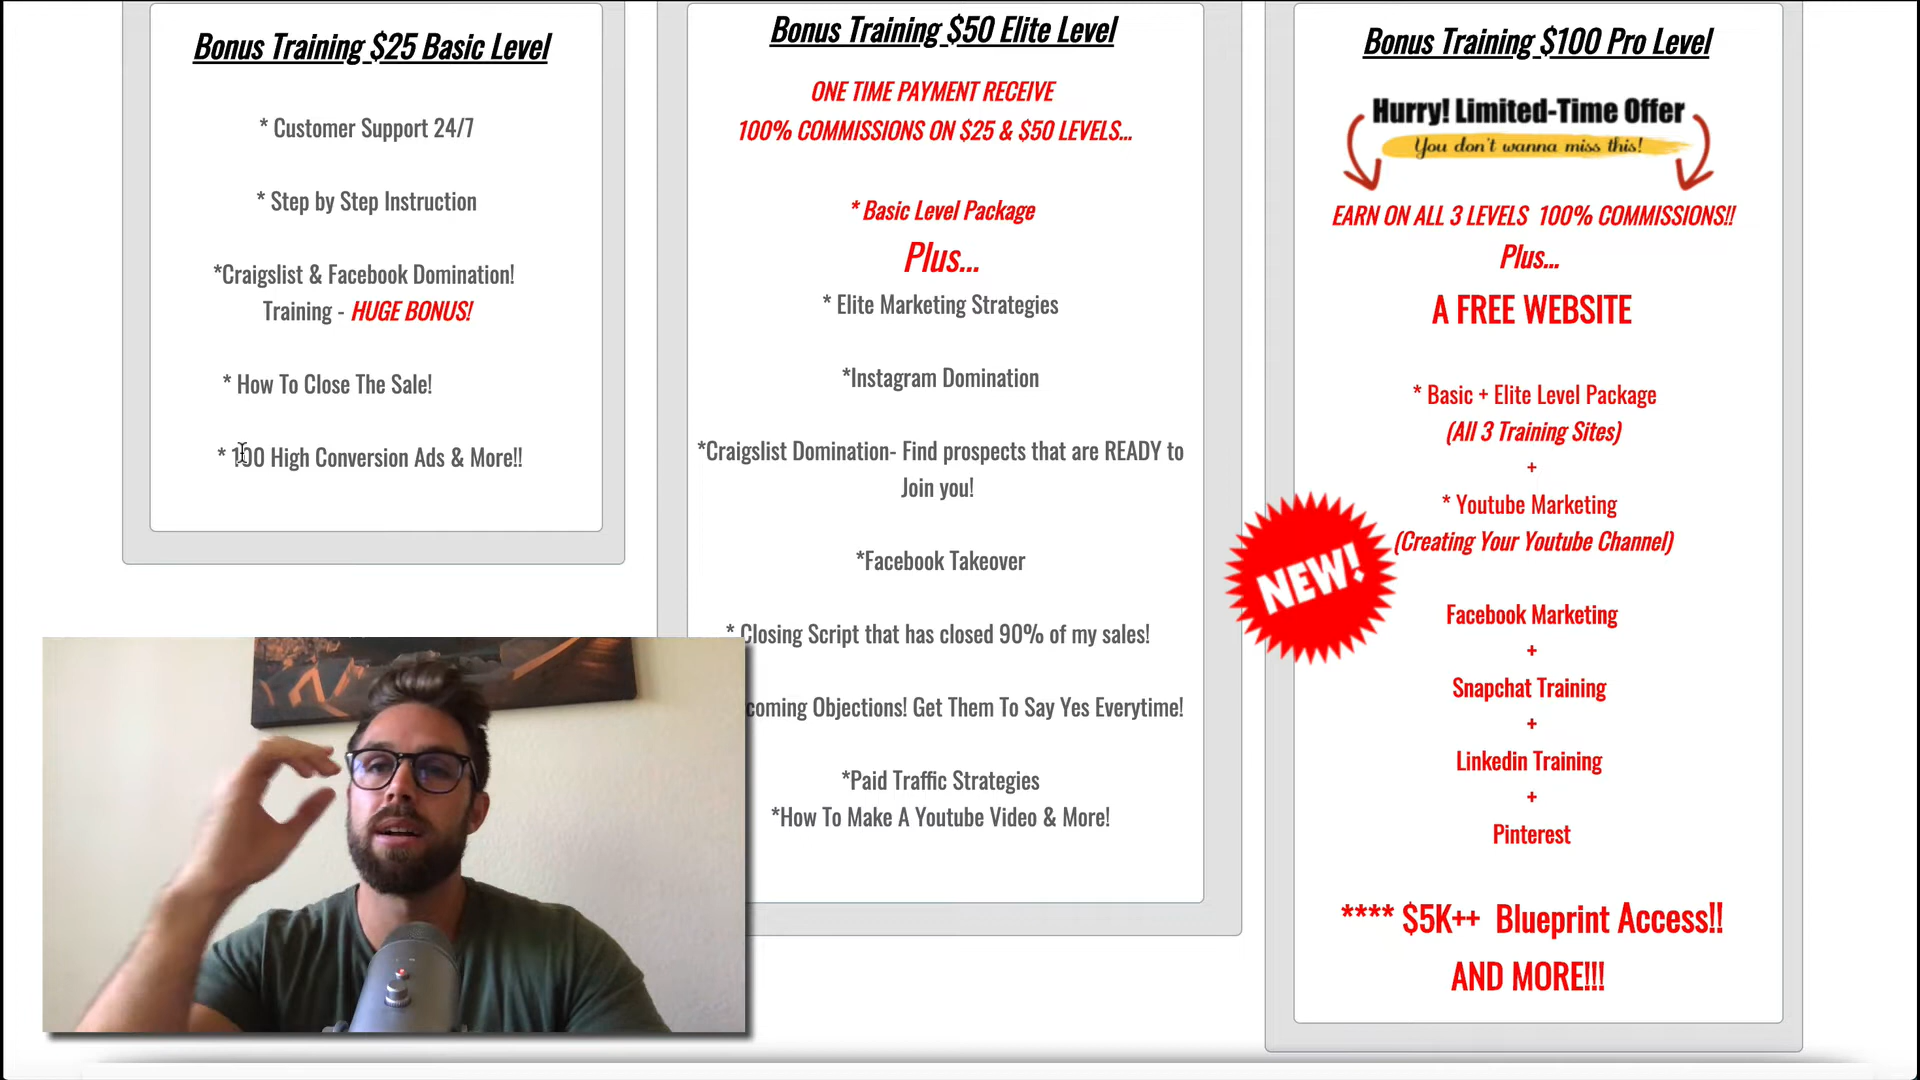 Bonus Training $25 Basic Level
* Customer Support 24/7
* Step by Step Instruction
*Craigslist & Facebook Domination!
Training - HUGE BONUS!
* How To Close The Sale!
* 100 High Conversion Ads & More!!
Bonus Training $50 Elite Level
ONE TIME PAYMENT RECEIVE
100% COMMISSIONS ON $25 & $50 LEVELS...
* Basic Level Package
Plus...
* Elite Marketing Strategies
*Instagram Domination
*Craigslist Domination- Find prospects that are READY to
Join you!
*Facebook Takeover
* Closing Script that has closed 90% of my sales!
coming Objections! Get Them To Say Yes Everytime!
*Paid Traffic Strategies
*How To Make A Youtube Video & More!
Bonus Training $100 Pro Level
Hurry! Limited-Time Offer
You don't wanna miss this!
EARN ON ALL 3 LEVELS 100% COMMISSIONS!!
Plus...
A FREE WEBSITE
* Basic + Elite Level Package
(All 3 Training Sites)
+
* Youtube Marketing
(Creating Your Youtube Channel)
NEW!
Facebook Marketing
+
Snapchat Training
+
Linkedin Training
+
Pinterest
**** $5K++ Blueprint Access!!
AND MORE!!!